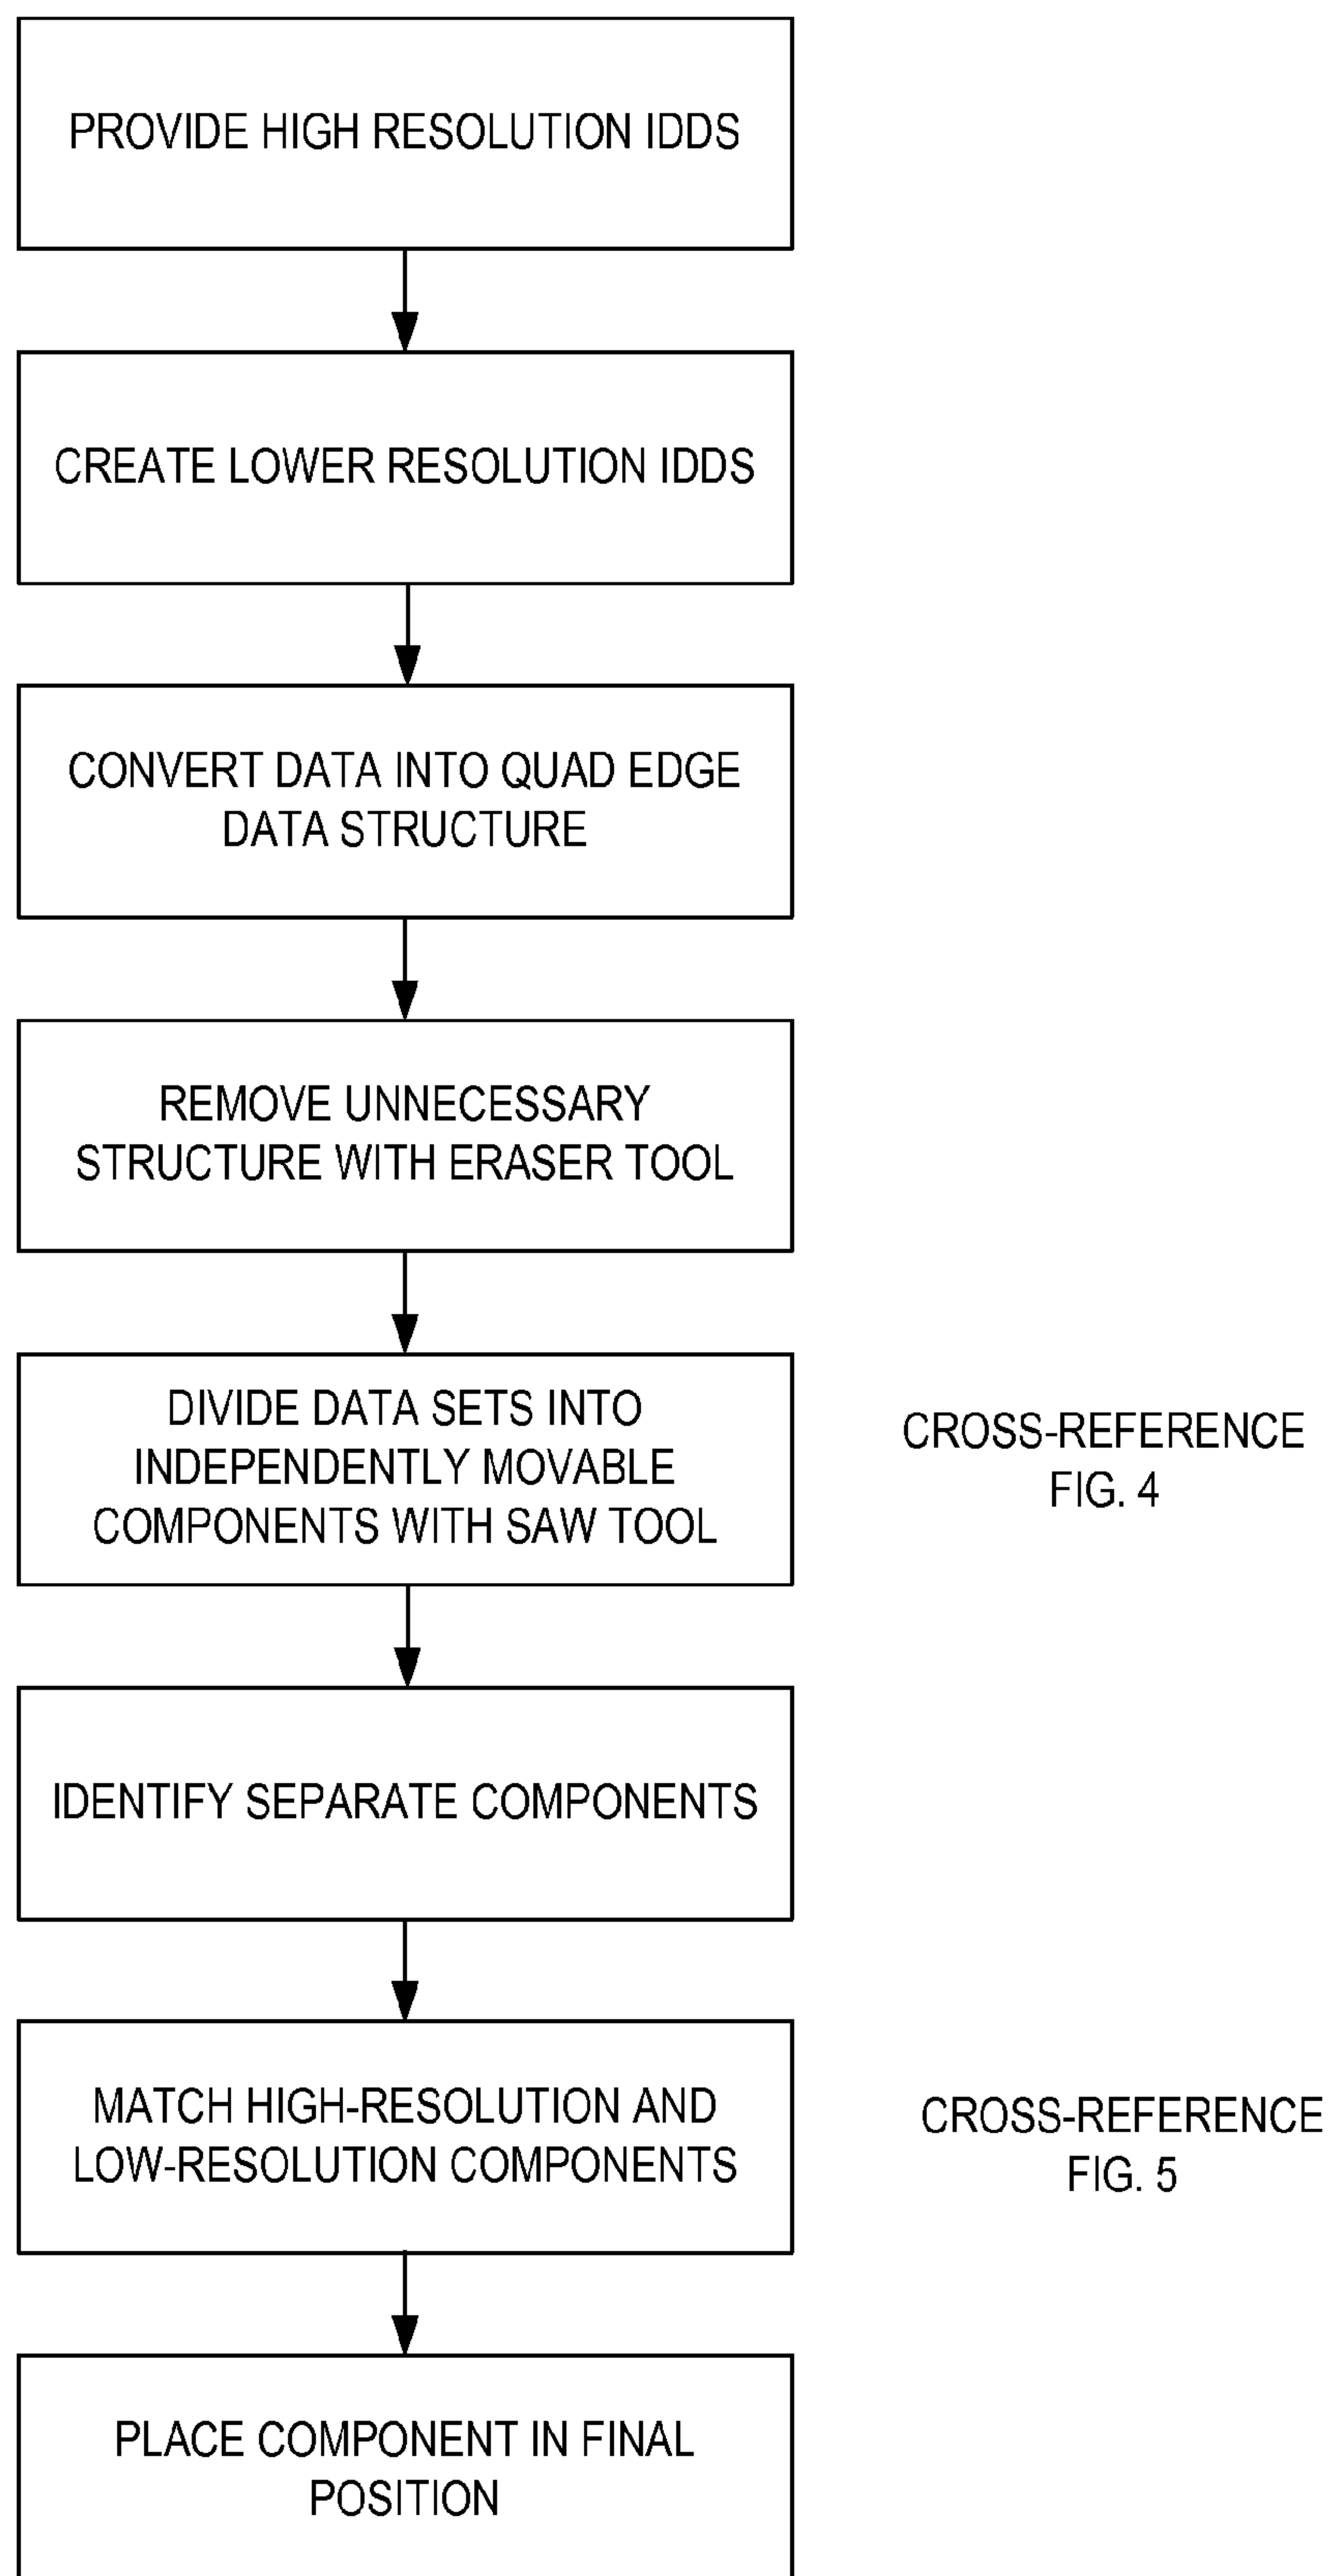 PROVIDE HIGH RESOLUTION IDDS
CREATE LOWER RESOLUTION IDDS
CONVERT DATA INTO QUAD EDGE
DATA STRUCTURE
REMOVE UNNECESSARY
STRUCTURE WITH ERASER TOOL
DIVIDE DATA SETS INTO
INDEPENDENTLY MOVABLE
COMPONENTS WITH SAW TOOL
CROSS-REFERENCE
FIG. 4
IDENTIFY SEPARATE COMPONENTS
MATCH HIGH-RESOLUTION AND
LOW-RESOLUTION COMPONENTS
CROSS-REFERENCE
FIG. 5
PLACE COMPONENT IN FINAL
POSITION